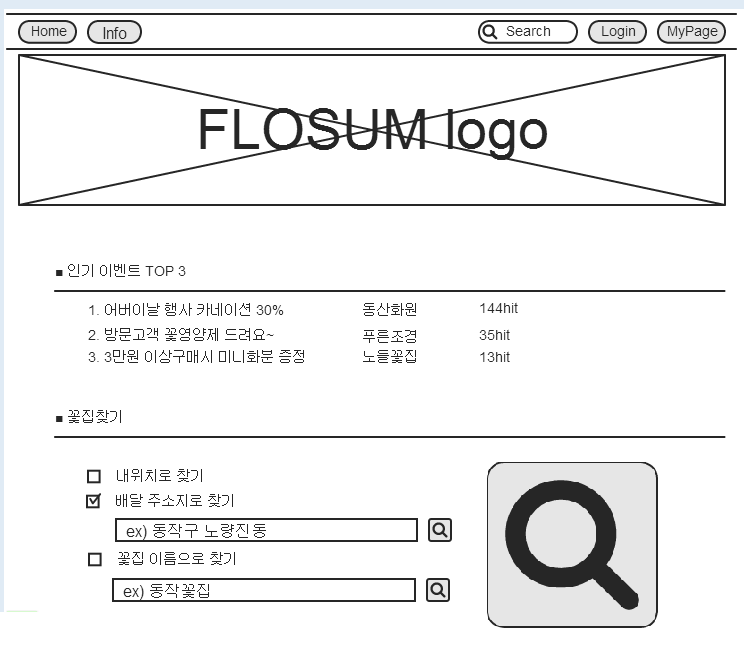 Home Info Search Login MyPage
FLOSUM logo
■ 인기 이벤트 TOP 3
1. 어버이날 행사 카네이션 30% 동산화원 144hit
2. 방문고객 꽃영양제 드려요~ 푸른조경 35hit
3. 3만원 이상구매시 미니화분 증정 노들꽃집 13hit
■ 꽃집찾기
내위치로 찾기
배달 주소지로 찾기
ex) 동작구 노량진동
꽃집 이름으로 찾기
ex) 동작꽃집